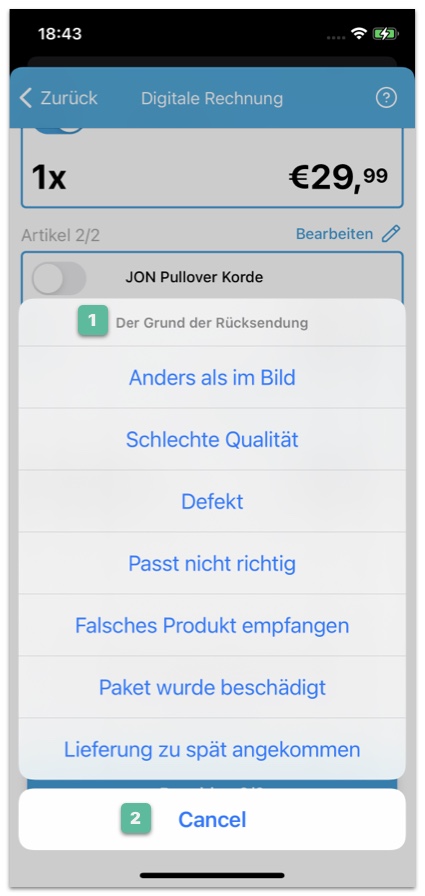 18:43
Zurück
Digitale Rechnung
?
1x
€29,99
Artikel 2/2
Bearbeiten
JON Pullover Korde
1 Der Grund der Rücksendung
Anders als im Bild
Schlechte Qualität
Defekt
Passt nicht richtig
Falsches Produkt empfangen
Paket wurde beschädigt
Lieferung zu spät angekommen
2 Cancel